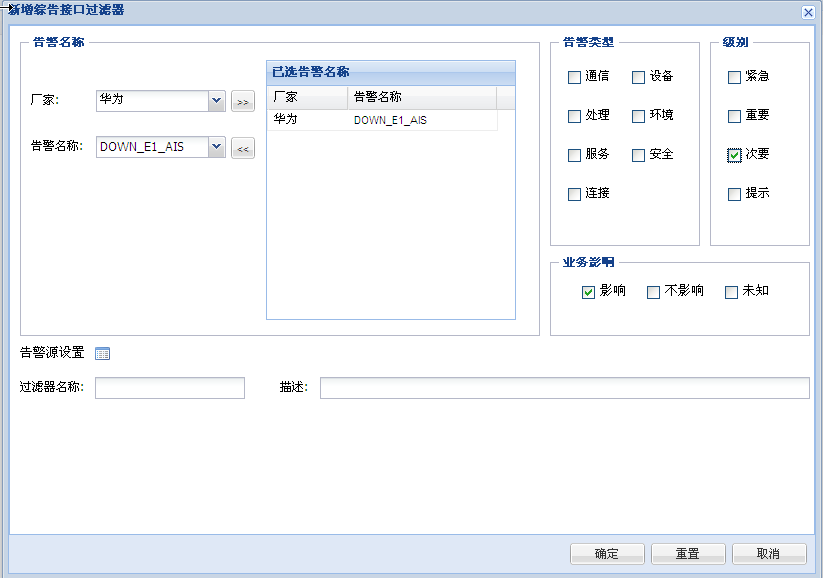 新增综告接口过滤器
告警名称
厂家:
华为
>>
告警名称:
DOWN_E1_AIS
<<
已选告警名称
厂家 告警名称
华为 DOWN_E1_AIS
告警类型
通信 设备
处理 环境
服务 安全
连接
级别
紧急
重要
次要
提示
业务影响
影响 不影响 未知
告警源设置
过滤器名称:
描述:
确定 重置 取消